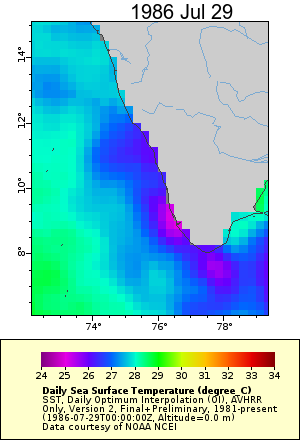 1986 Jul 29
14°
12°
10°
8°
74°
76°
78°
24 25 26 27 28 29 30 31 32 33 34
Daily Sea Surface Temperature (degree_C)
SST, Daily Optimum Interpolation (OI), AVHRR
Only, Version 2, Final+Preliminary, 1981-present
(1986-07-29T00:00:00Z, Altitude=0.0 m)
Data courtesy of NOAA NCEI